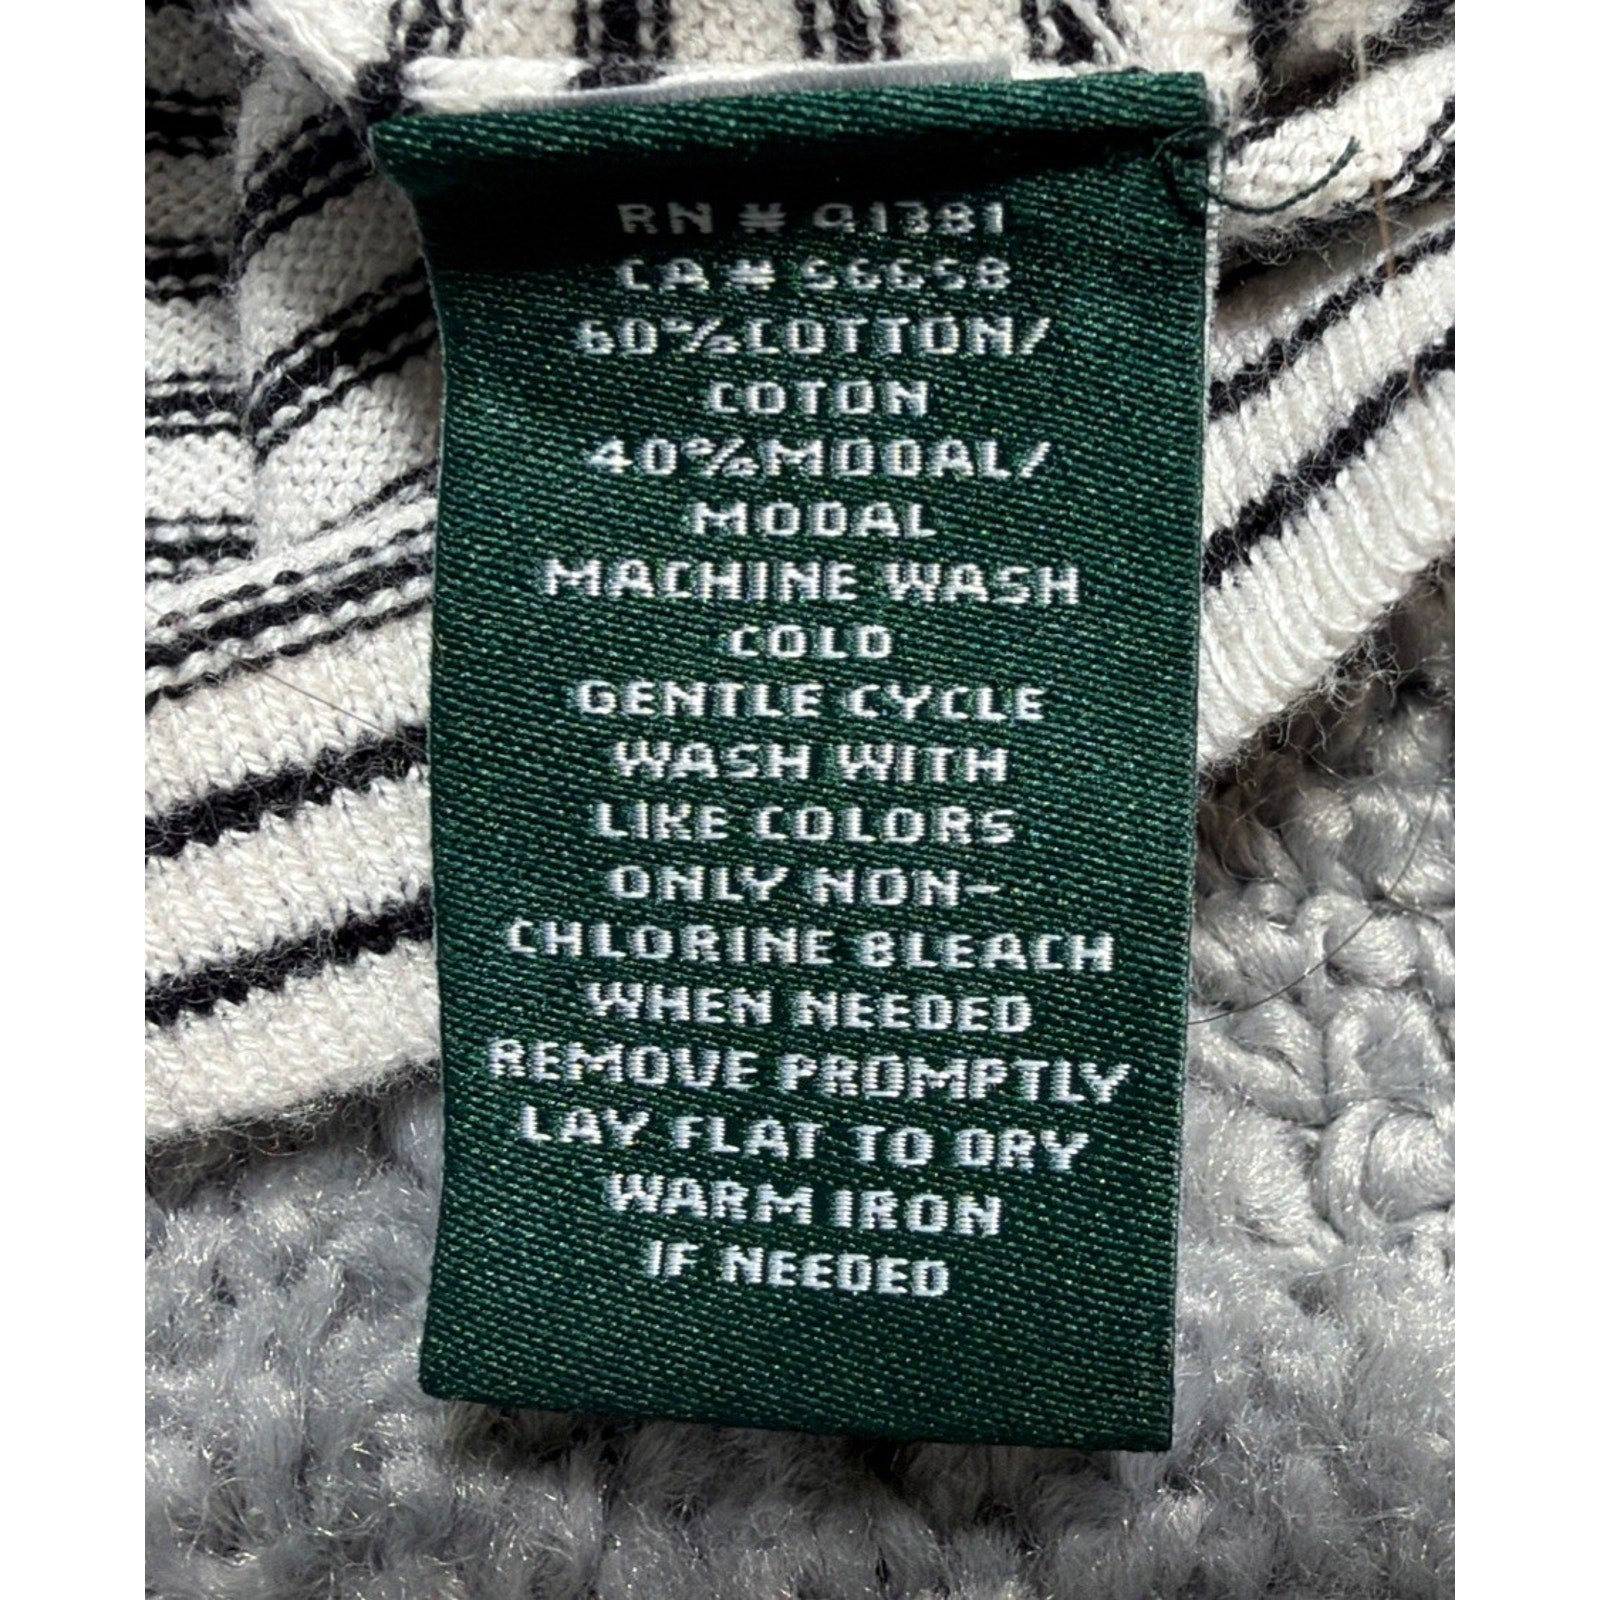 RN # 91381
CA # 56658
60%COTTON/
COTON
40%MODAL/
MODAL
MACHINE WASH
COLD
GENTLE CYCLE
WASH WITH
LIKE COLORS
ONLY NON-
CHLORINE BLEACH
WHEN NEEDED
REMOVE PROMPTLY
LAY FLAT TO DRY
WARM IRON
IF NEEDED